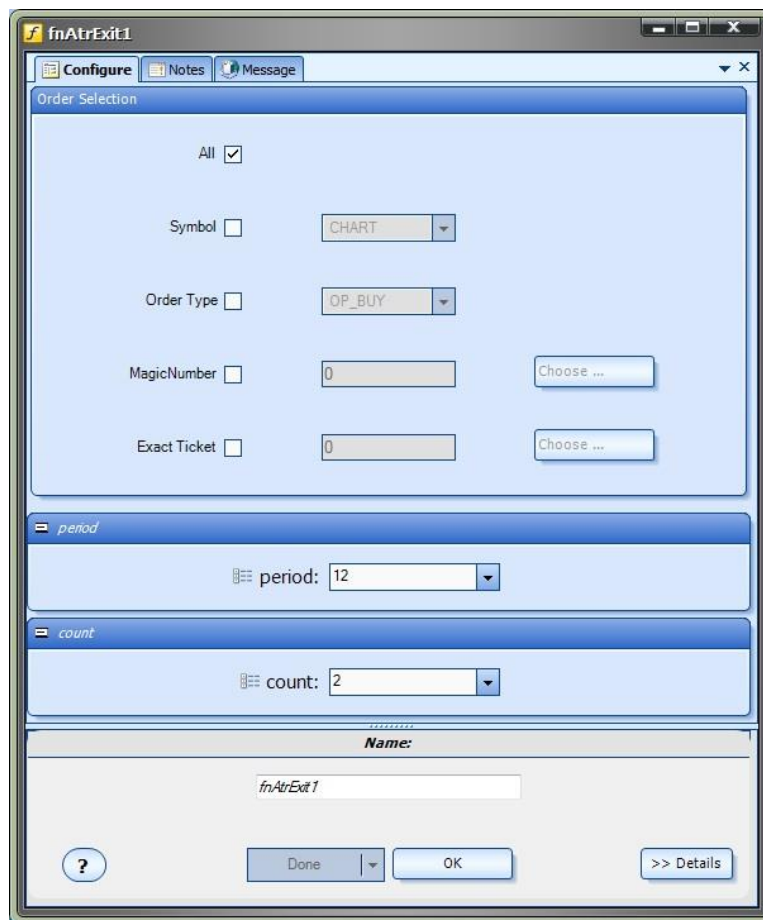 fnAtrExit1
Configure Notes Message
Order Selection
All
Symbol CHART
Order Type OP_BUY
MagicNumber 0 Choose ...
Exact Ticket 0 Choose ...
period
period: 12
count
count: 2
Name:
fnAtrExit1
? Done OK >> Details